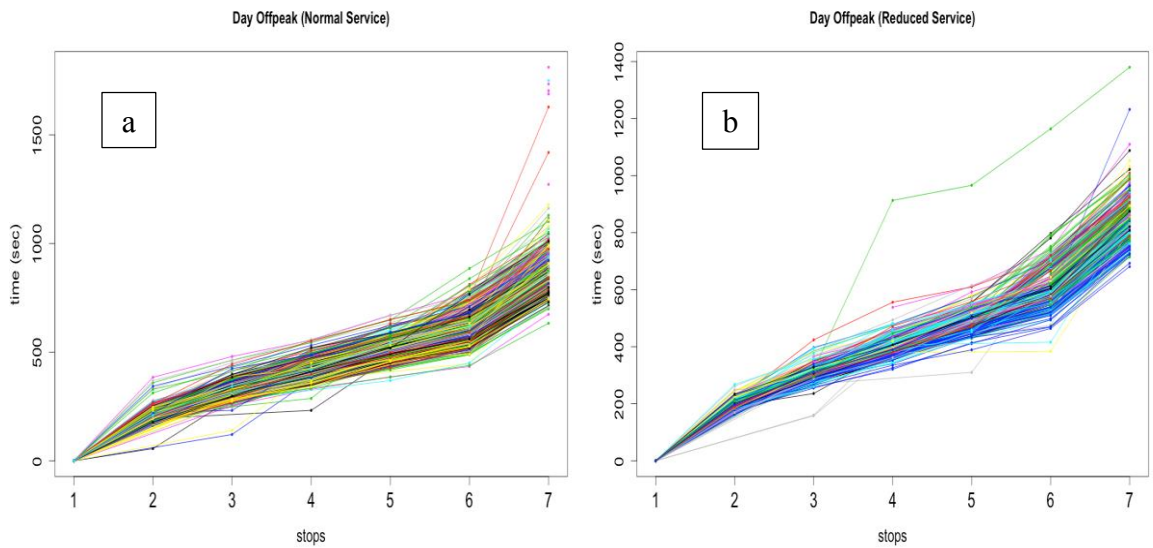 Day Offpeak (Normal Service)
a
time (sec)
1500
1000
500
0
1 2 3 4 5 6 7
stops
Day Offpeak (Reduced Service)
b
time (sec)
1400
1200
1000
800
600
400
200
0
1 2 3 4 5 6 7
stops